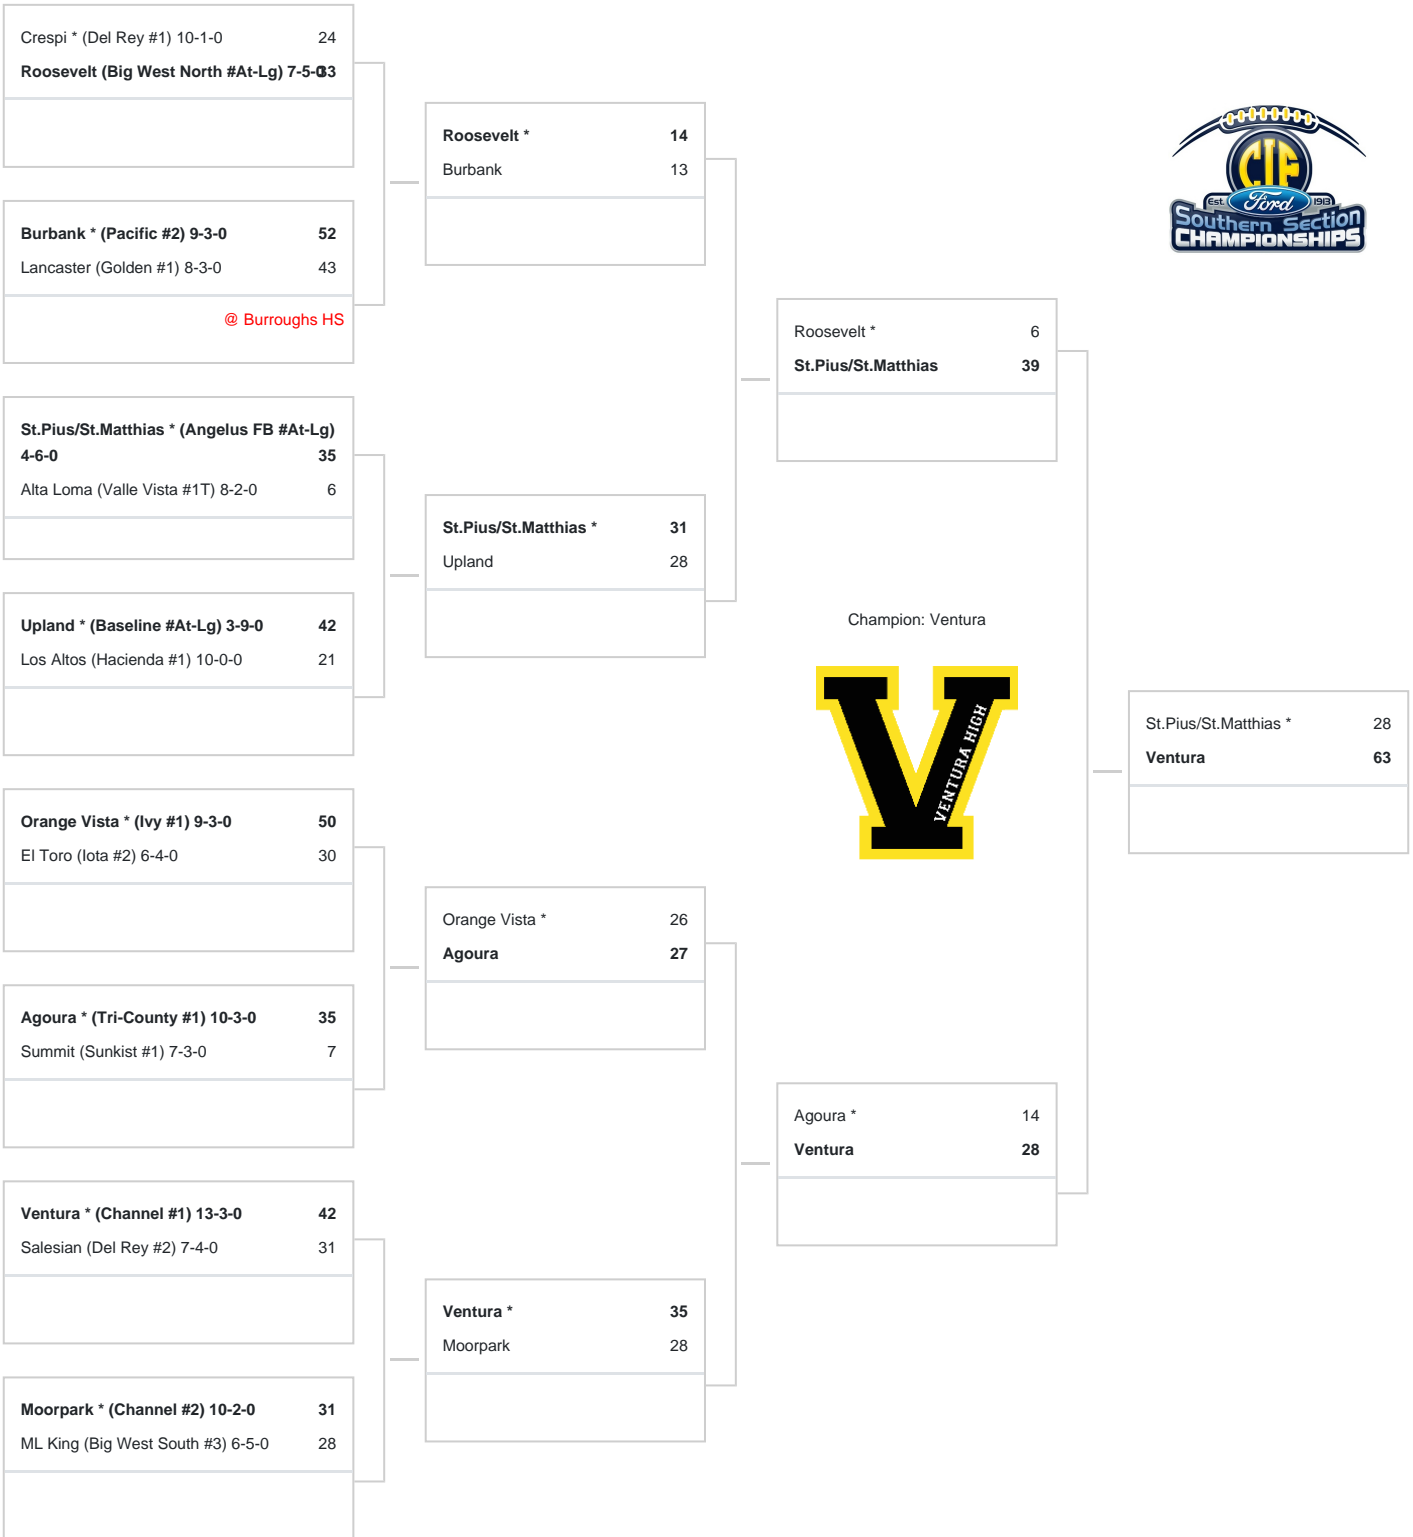 Crespi * (Del Rey #1) 10-1-0 24
Roosevelt (Big West North #At-Lg) 7-5-0 33
Burbank * (Pacific #2) 9-3-0 52
Lancaster (Golden #1) 8-3-0 43
@ Burroughs HS
St.Pius/St.Matthias * (Angelus FB #At-Lg)
4-6-0 35
Alta Loma (Valle Vista #1T) 8-2-0 6
Upland * (Baseline #At-Lg) 3-9-0 42
Los Altos (Hacienda #1) 10-0-0 21
Orange Vista * (Ivy #1) 9-3-0 50
El Toro (Iota #2) 6-4-0 30
Agoura * (Tri-County #1) 10-3-0 35
Summit (Sunkist #1) 7-3-0 7
Ventura * (Channel #1) 13-3-0 42
Salesian (Del Rey #2) 7-4-0 31
Moorpark * (Channel #2) 10-2-0 31
ML King (Big West South #3) 6-5-0 28
Roosevelt * 14
Burbank 13
St.Pius/St.Matthias * 31
Upland 28
Orange Vista * 26
Agoura 27
Ventura * 35
Moorpark 28
Roosevelt * 6
St.Pius/St.Matthias 39
Agoura * 14
Ventura 28
Champion: Ventura
V
VENTURA HIGH
St.Pius/St.Matthias * 28
Ventura 63
CIF
Est. Ford 1913
Southern Section
CHAMPIONSHIPS